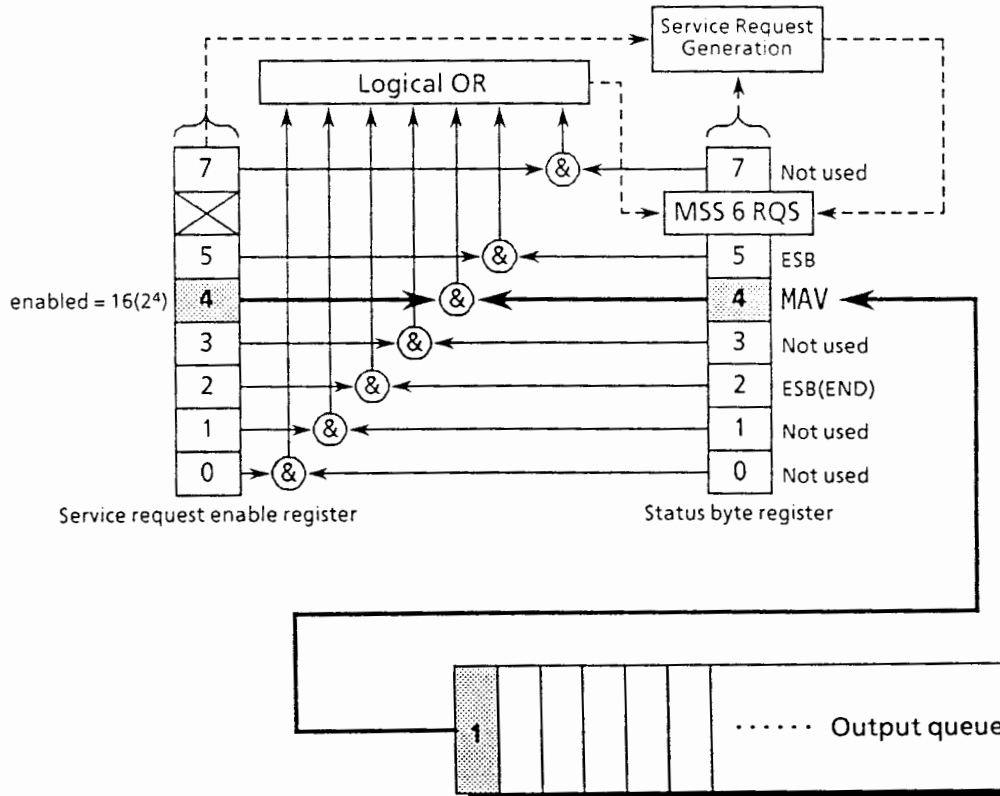 Service Request
Generation
Logical OR
7 & 7 Not used
MSS 6 RQS
5 & 5 ESB
enabled = 16(2⁴) 4 & 4 MAV
3 & 3 Not used
2 & 2 ESB(END)
1 & 1 Not used
0 & 0 Not used
Service request enable register
Status byte register
1
······ Output queue